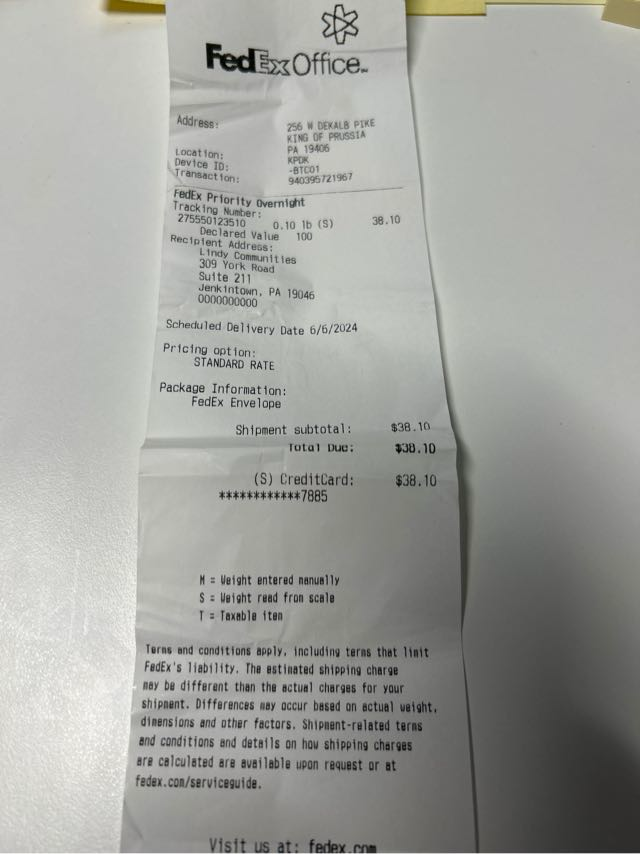 FedEx Office
Address: 256 W DEKALB PIKE
KING OF PRUSSIA
PA 19406
Location: KPDK
Device ID: -BTC01
Transaction: 940395721967
FedEx Priority Overnight
Tracking Number:
275550123510 0.10 lb (S) 38.10
Declared Value 100
Recipient Address:
Lindy Communities
309 York Road
Suite 211
Jenkintown, PA 19046
0000000000
Scheduled Delivery Date 6/6/2024
Pricing option:
STANDARD RATE
Package Information:
FedEx Envelope
Shipment subtotal: $38.10
Total Due: $38.10
(S) CreditCard: $38.10
************7885
M = Weight entered manually
S = Weight read from scale
T = Taxable item
Terms and conditions apply, including terms that limit
FedEx's liability. The estimated shipping charge
may be different than the actual charges for your
shipment. Differences may occur based on actual weight,
dimensions and other factors. Shipment-related terms
and conditions and details on how shipping charges
are calculated are available upon request or at
fedex.com/serviceguide.
Visit us at: fedex.com